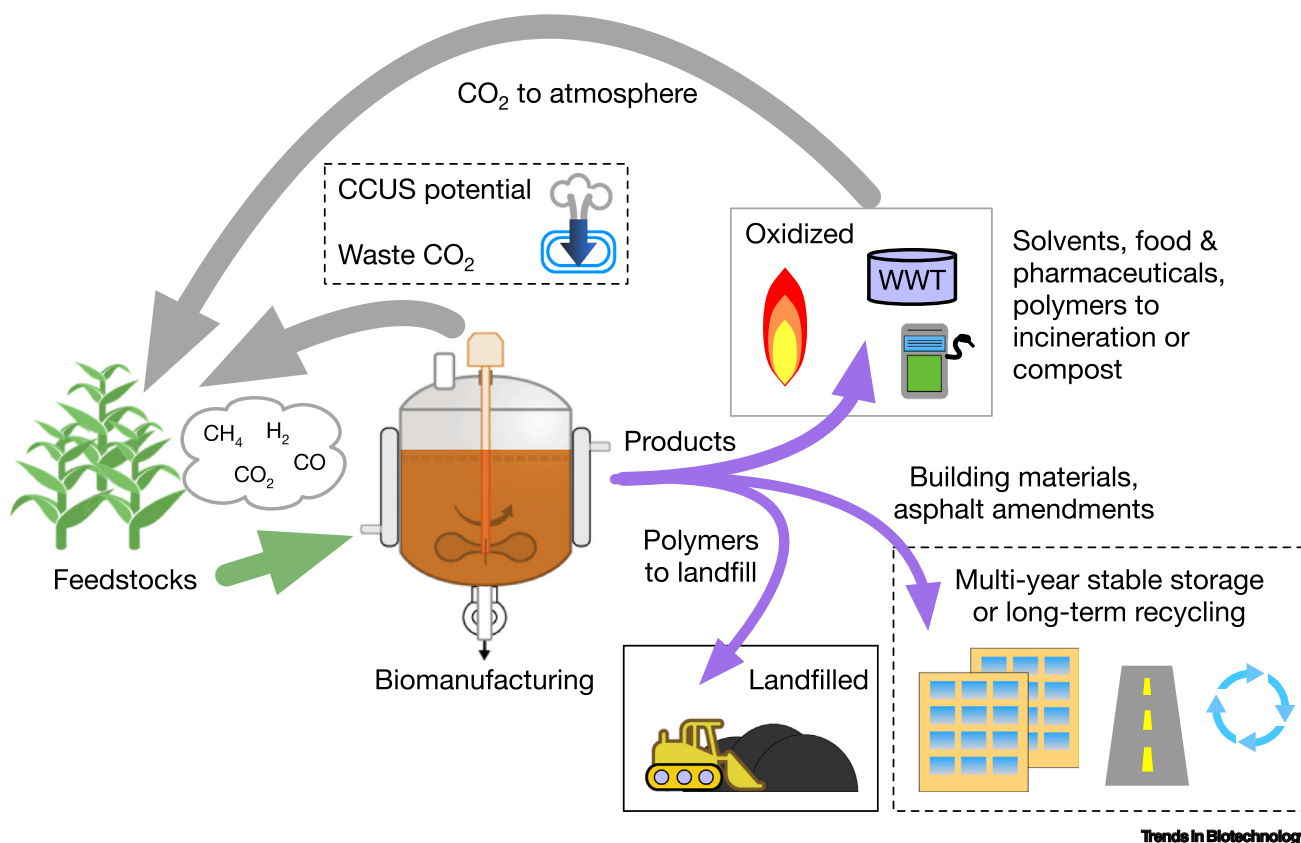 CO₂ to atmosphere
CCUS potential
Waste CO₂
Oxidized
WWT
Solvents, food &
pharmaceuticals,
polymers to
incineration or
compost
CH₄ H₂
CO₂ CO
Feedstocks
Biomanufacturing
Products
Polymers
to landfill
Landfilled
Building materials,
asphalt amendments
Multi-year stable storage
or long-term recycling
Trends in Biotechnology